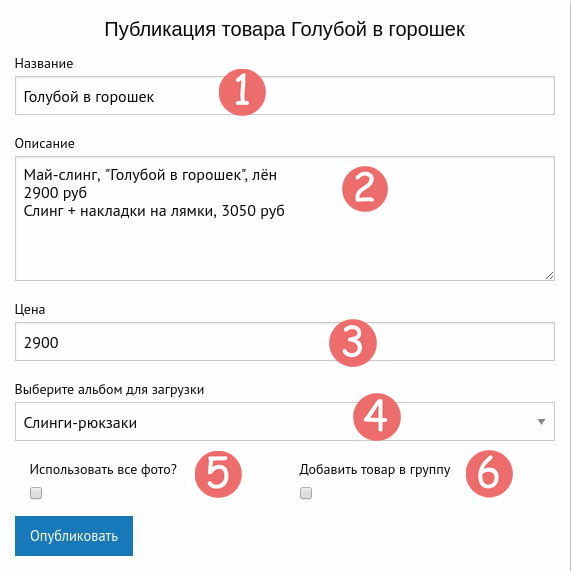 Публикация товара Голубой в горошек
Название
Голубой в горошек 1
Описание
Май-слинг, "Голубой в горошек", лён
2900 руб 2
Слинг + накладки на лямки, 3050 руб
Цена
2900 3
Выберите альбом для загрузки
Слинги-рюкзаки 4
Использовать все фото? 5 Добавить товар в группу 6
Опубликовать